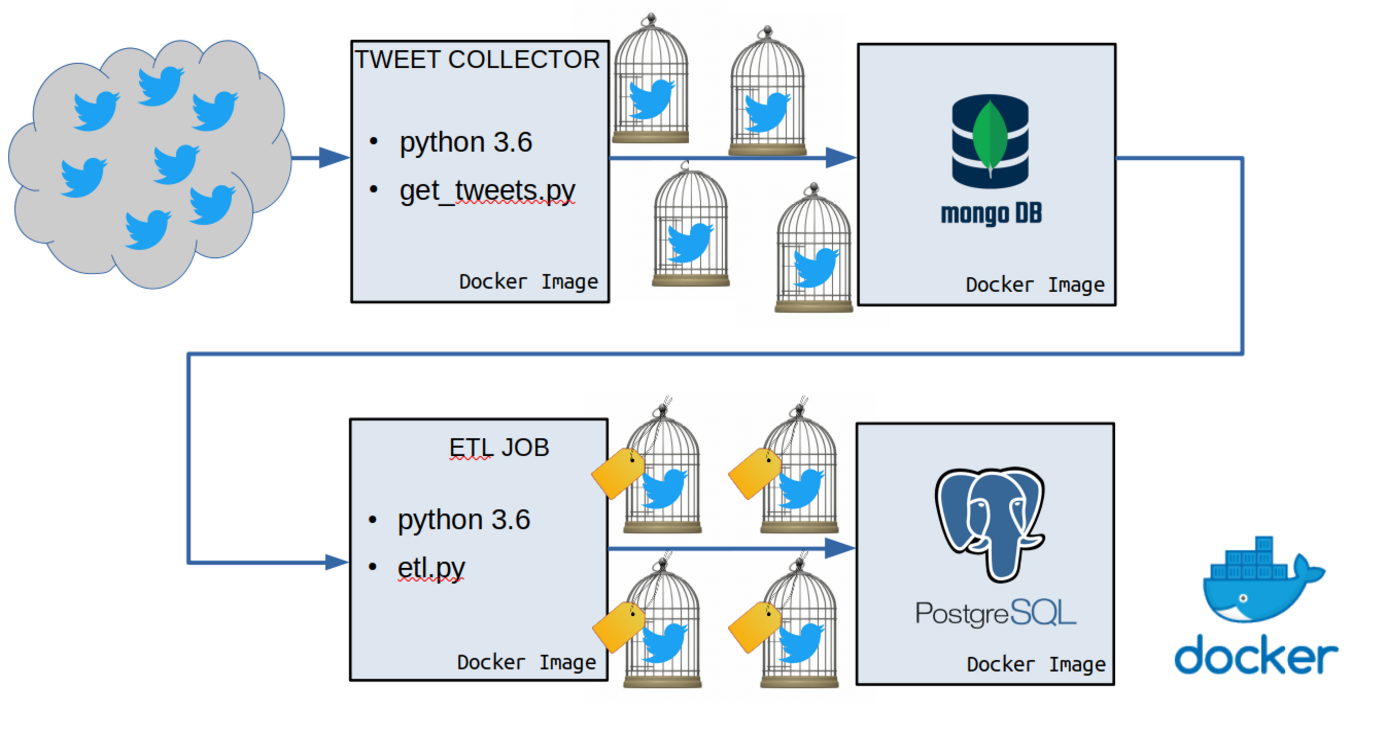 TWEET COLLECTOR
• python 3.6
• get_tweets.py
Docker Image
mongo DB
Docker Image
ETL JOB
• python 3.6
• etl.py
Docker Image
PostgreSQL
Docker Image
docker